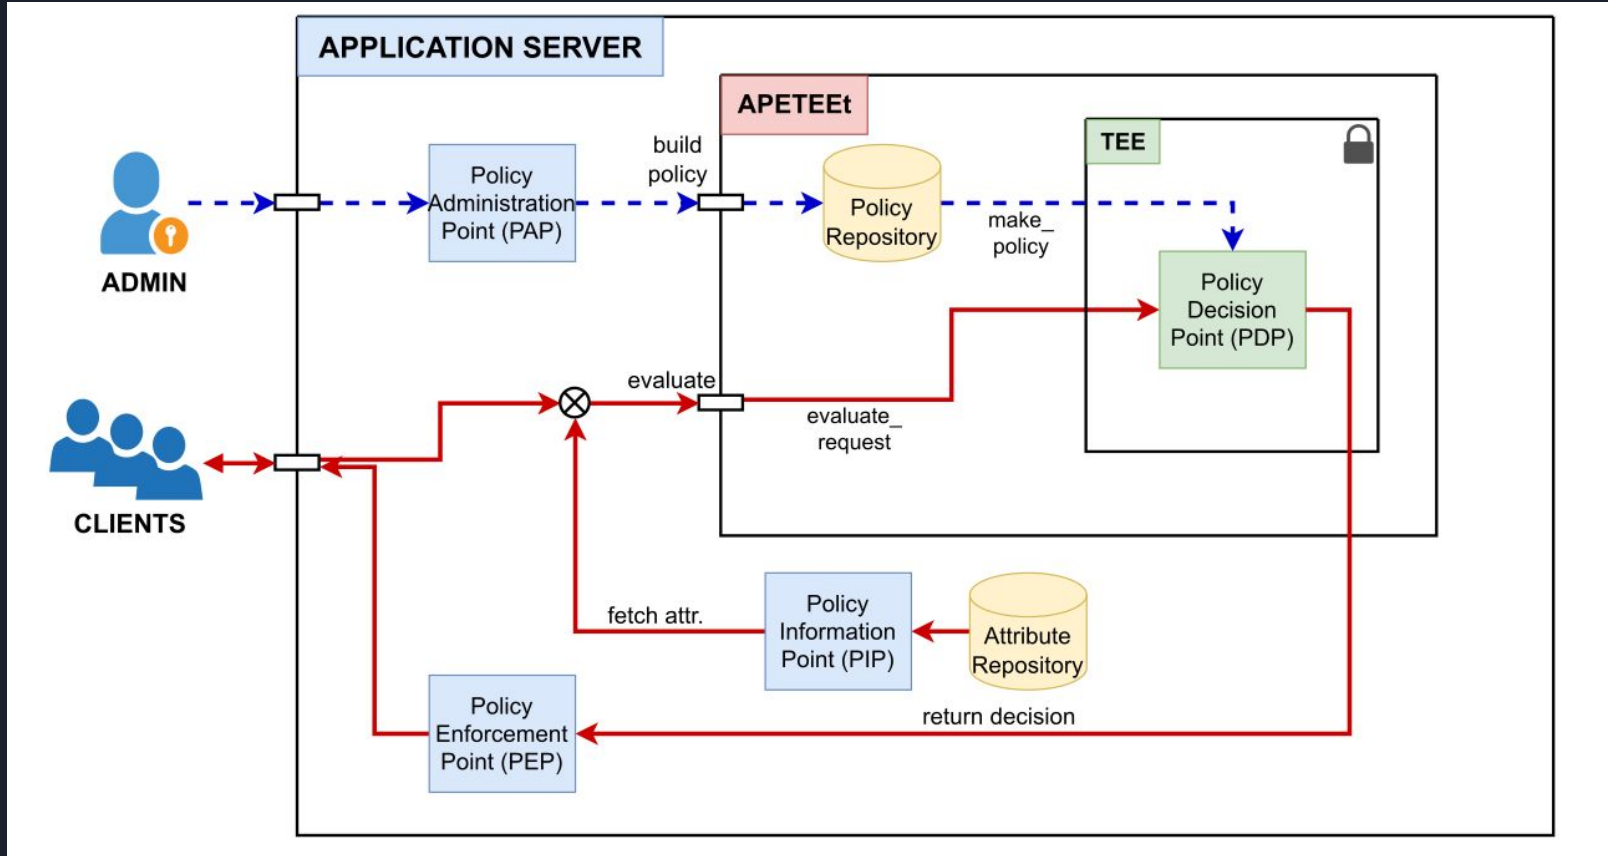 APPLICATION SERVER
APETEEt
TEE
build
policy
Policy
Administration
Point (PAP)
Policy
Repository
make_
policy
ADMIN
Policy
Decision
Point (PDP)
evaluate
evaluate_
request
CLIENTS
fetch attr.
Policy
Information
Point (PIP)
Attribute
Repository
Policy
Enforcement
Point (PEP)
return decision